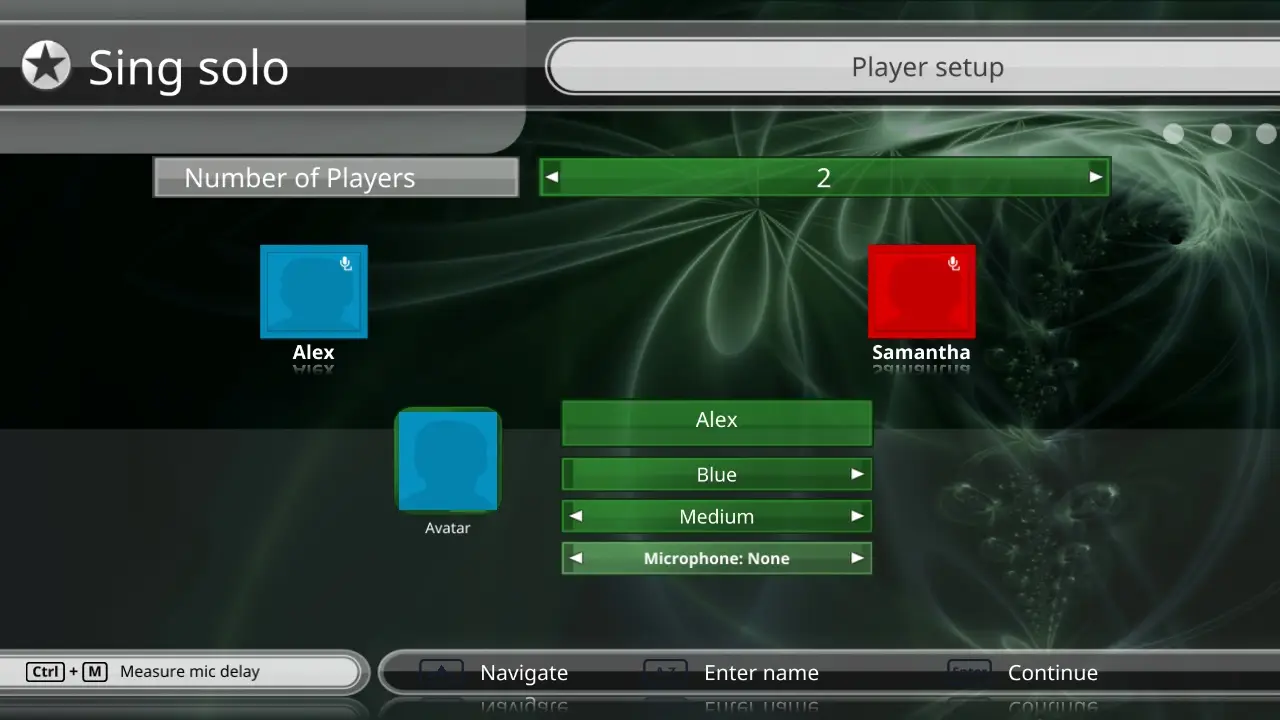 Sing solo
Player setup
Number of Players
2
Alex
Samantha
Alex
Blue
Medium
Microphone: None
Avatar
Ctrl + M Measure mic delay
Navigate
A-Z Enter name
Enter Continue